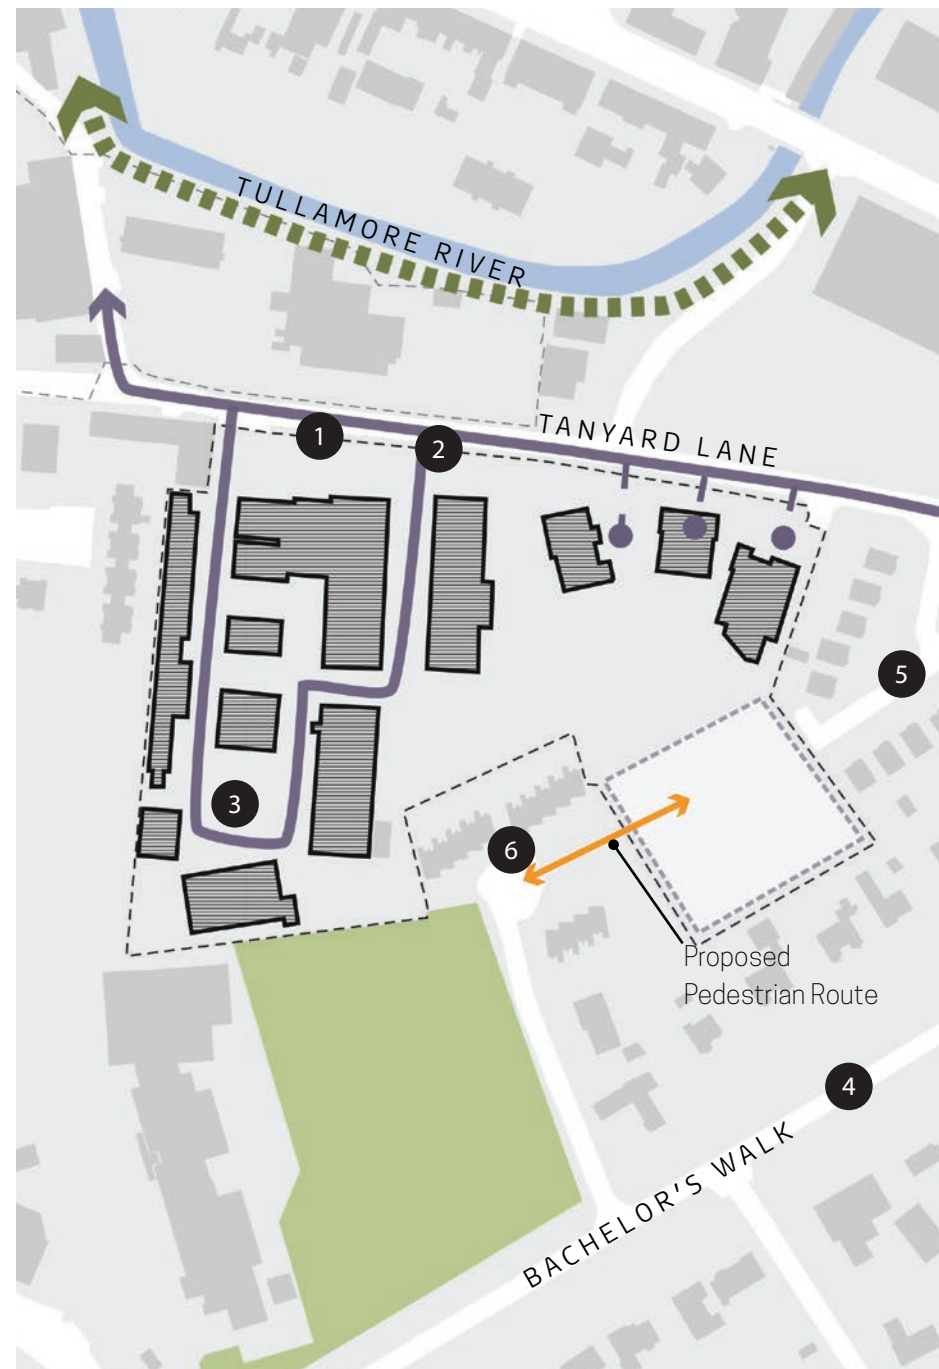 TULLAMORE RIVER
TANYARD LANE
1
2
3
5
6
Proposed
Pedestrian Route
4
BACHELOR'S WALK